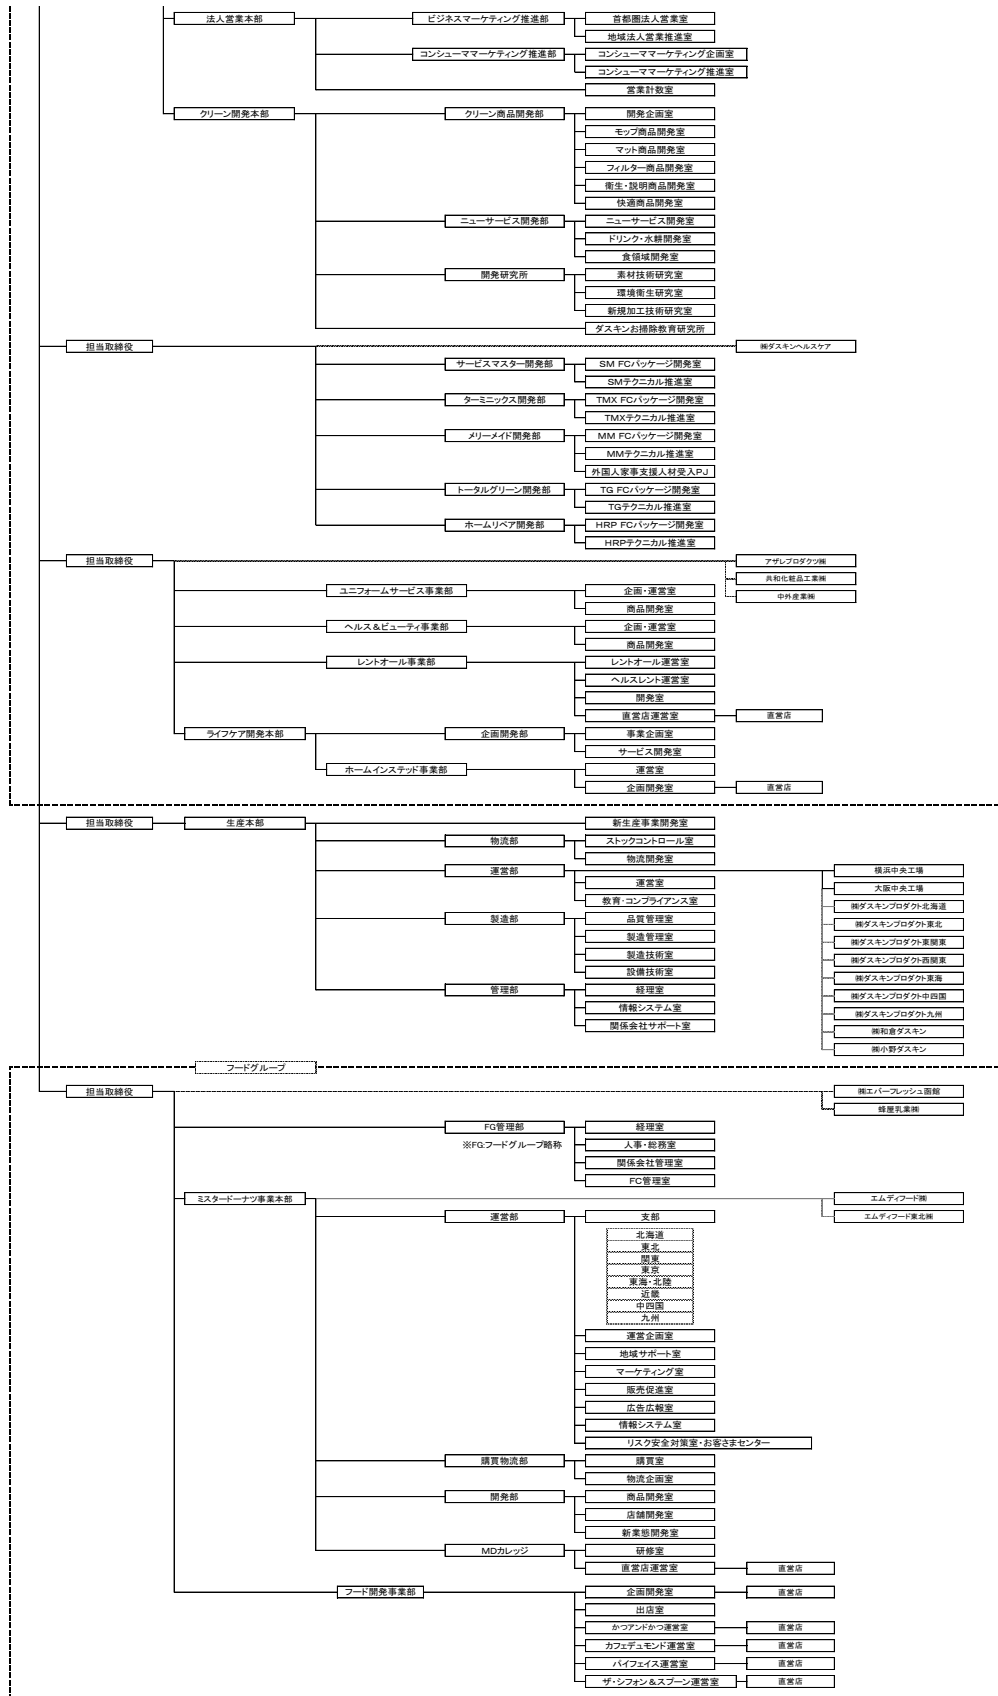 法人営業本部 ビジネスマーケティング推進部 首都圏法人営業室
地域法人営業推進室
コンシューママーケティング推進部 コンシューママーケティング企画室
コンシューママーケティング推進室
営業計数室
クリーン開発本部 クリーン商品開発部 開発企画室
モップ商品開発室
マット商品開発室
フィルター商品開発室
衛生・説明商品開発室
快適商品開発室
ニューサービス開発部 ニューサービス開発室
ドリンク・水耕開発室
食領域開発室
開発研究所 素材技術研究室
環境衛生研究室
新規加工技術研究室
ダスキンお掃除教育研究所
担当取締役 ㈱ダスキンヘルスケア
サービスマスター開発部 SM FCパッケージ開発室
SMテクニカル推進室
ターミニックス開発部 TMX FCパッケージ開発室
TMXテクニカル推進室
メリーメイド開発部 MM FCパッケージ開発室
MMテクニカル推進室
外国人家事支援人材受入PJ
トータルグリーン開発部 TG FCパッケージ開発室
TGテクニカル推進室
ホームリペア開発部 HRP FCパッケージ開発室
HRPテクニカル推進室
担当取締役 アザレプロダクツ㈱
共和化粧品工業㈱
ユニフォームサービス事業部 企画・運営室 中外産業㈱
商品開発室
ヘルス&ビューティ事業部 企画・運営室
商品開発室
レントオール事業部 レントオール運営室
ヘルスレント運営室
開発室
直営店運営室 直営店
ライフケア開発本部 企画開発部 事業企画室
サービス開発室
ホームインステッド事業部 運営室
企画開発室 直営店
担当取締役 生産本部 新生産事業開発室
物流部 ストックコントロール室
物流開発室
運営部 横浜中央工場
運営室 大阪中央工場
教育・コンプライアンス室 ㈱ダスキンプロダクト北海道
製造部 品質管理室 ㈱ダスキンプロダクト東北
製造管理室 ㈱ダスキンプロダクト東関東
製造技術室 ㈱ダスキンプロダクト西関東
設備技術室 ㈱ダスキンプロダクト東海
管理部 経理室 ㈱ダスキンプロダクト中四国
情報システム室 ㈱ダスキンプロダクト九州
関係会社サポート室 ㈱和倉ダスキン
㈱小野ダスキン
フードグループ
担当取締役 ㈱エバーフレッシュ函館
蜂屋乳業㈱
FG管理部 経理室
※FG:フードグループ略称 人事・総務室
関係会社管理室
FC管理室
ミスタードーナツ事業本部 エムディフード㈱
運営部 支部 エムディフード東北㈱
北海道
東北
関東
東京
東海・北陸
近畿
中四国
九州
運営企画室
地域サポート室
マーケティング室
販売促進室
広告広報室
情報システム室
リスク安全対策室・お客さまセンター
購買物流部 購買室
物流企画室
開発部 商品開発室
店舗開発室
新業態開発室
MDカレッジ 研修室
直営店運営室 直営店
フード開発事業部 企画開発室 直営店
出店室
かつアンドかつ運営室 直営店
カフェデュモンド運営室 直営店
パイフェイス運営室 直営店
ザ・シフォン&スプーン運営室 直営店